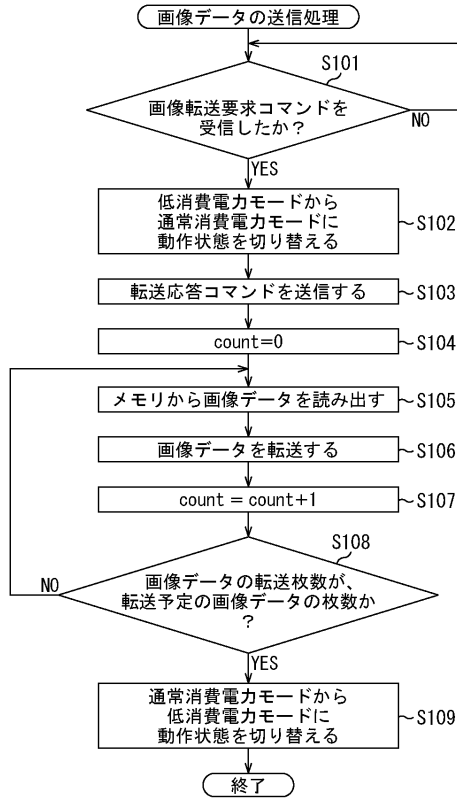 画像データの送信処理
S101
画像転送要求コマンドを
受信したか？
NO
YES
低消費電力モードから
通常消費電力モードに
動作状態を切り替える
S102
転送応答コマンドを送信する
S103
count=0
S104
メモリから画像データを読み出す
S105
画像データを転送する
S106
count = count+1
S107
S108
NO
画像データの転送枚数が、
転送予定の画像データの枚数か
？
YES
通常消費電力モードから
低消費電力モードに
動作状態を切り替える
S109
終了